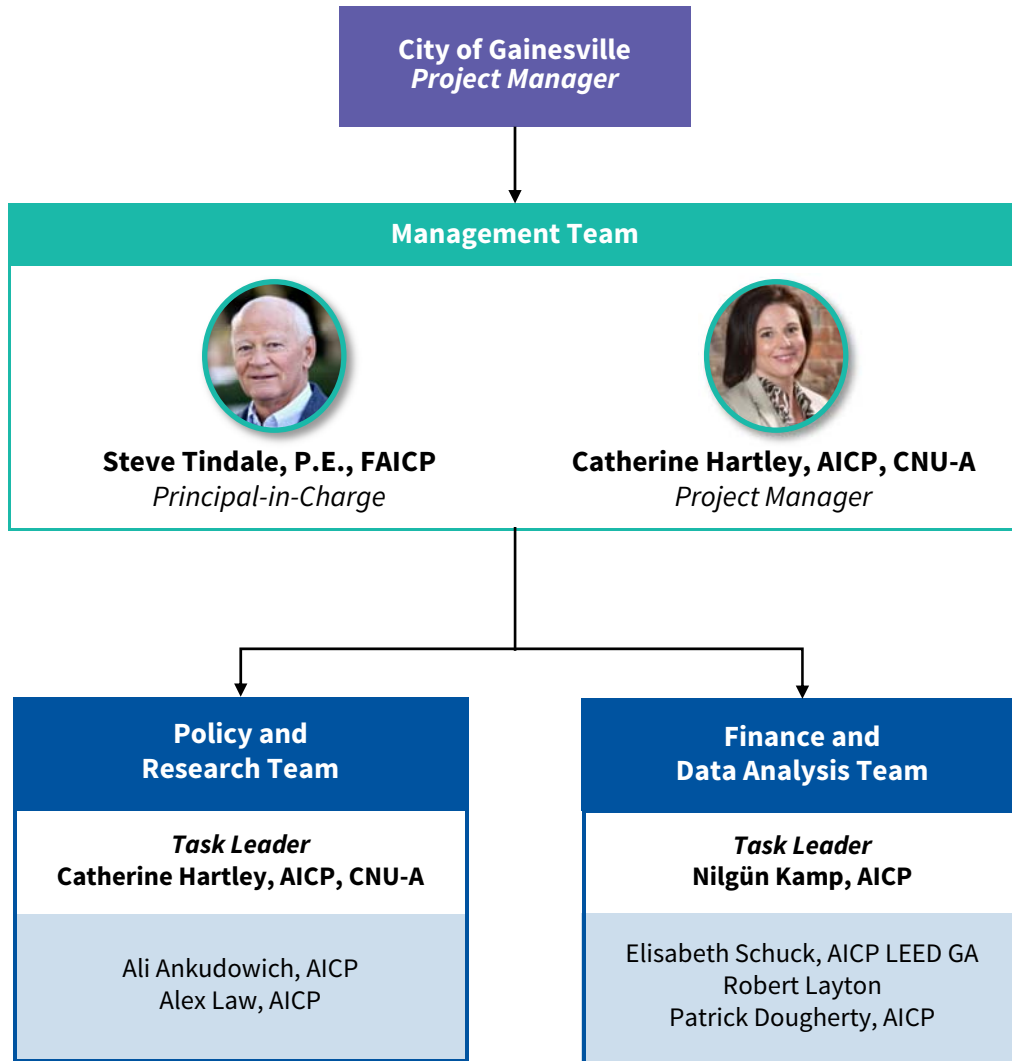 City of Gainesville
Project Manager
Management Team
Steve Tindale, P.E., FAICP
Principal-in-Charge
Catherine Hartley, AICP, CNU-A
Project Manager
Policy and
Research Team
Task Leader
Catherine Hartley, AICP, CNU-A
Ali Ankudowich, AICP
Alex Law, AICP
Finance and
Data Analysis Team
Task Leader
Nilgün Kamp, AICP
Elisabeth Schuck, AICP LEED GA
Robert Layton
Patrick Dougherty, AICP